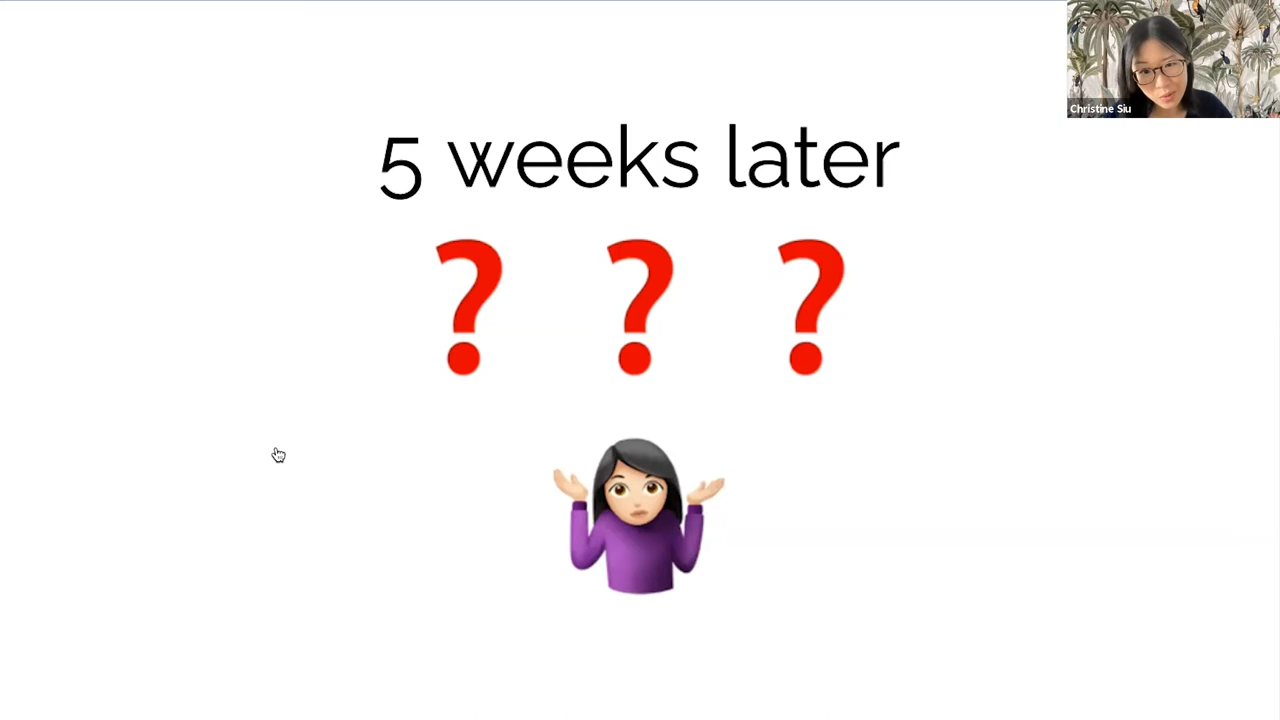 5 weeks later
❓ ❓ ❓
Christine Siu